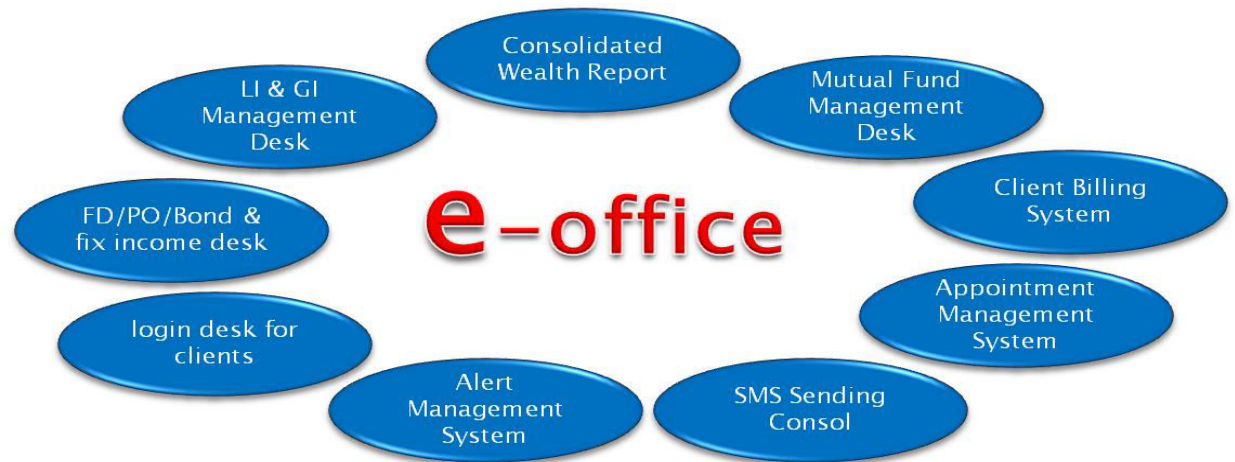 Consolidated
Wealth Report
LI & GI
Management
Desk
Mutual Fund
Management
Desk
FD/PO/Bond &
fix income desk
e-office
Client Billing
System
login desk for
clients
Appointment
Management
System
Alert
Management
System
SMS Sending
Consol